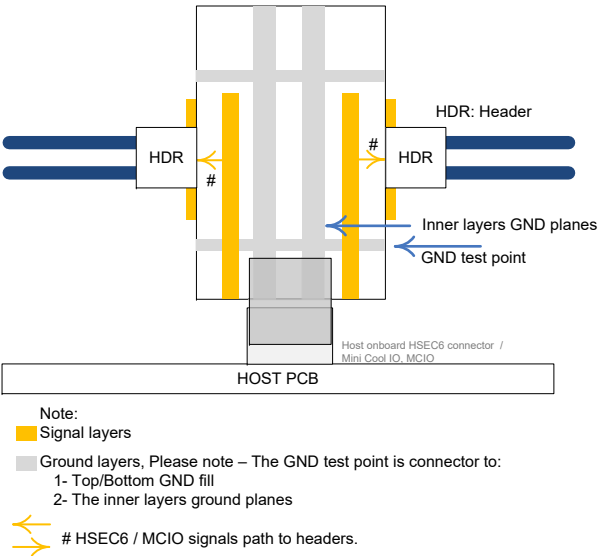 HDR: Header
#
HDR
HDR
#
Inner layers GND planes
GND test point
Host onboard HSEC6 connector /
Mini Cool IO, MCIO
HOST PCB
Note:
Signal layers
Ground layers, Please note – The GND test point is connector to:
1- Top/Bottom GND fill
2- The inner layers ground planes
# HSEC6 / MCIO signals path to headers.